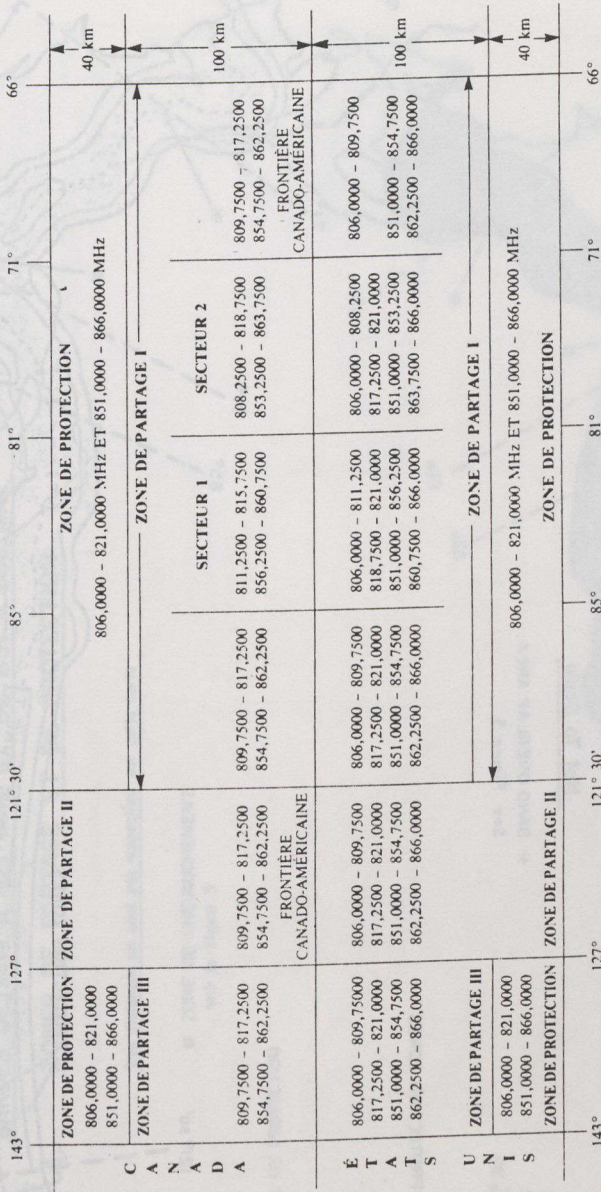 143°
127°
121° 30'
85°
81°
71°
66°
ZONE DE PROTECTION
806,0000 – 821,0000
851,0000 – 866,0000
ZONE DE PARTAGE II
ZONE DE PROTECTION
806,0000 – 821,0000 MHz ET 851,0000 – 866,0000 MHz
40 km
CANADA
ZONE DE PARTAGE III
ZONE DE PARTAGE I
100 km
SECTEUR 1
SECTEUR 2
809,7500 – 817,2500
854,7500 – 862,2500
809,7500 – 817,2500
854,7500 – 862,2500
809,7500 – 817,2500
854,7500 – 862,2500
811,2500 – 815,7500
856,2500 – 860,7500
808,2500 – 818,7500
853,2500 – 863,7500
809,7500 – 817,2500
854,7500 – 862,2500
FRONTIÈRE
CANADO-AMÉRICAINE
FRONTIÈRE
CANADO-AMÉRICAINE
ÉTATS
UNIS
806,0000 – 809,75000
817,2500 – 821,0000
851,0000 – 854,7500
862,2500 – 866,0000
806,0000 – 809,7500
817,2500 – 821,0000
851,0000 – 854,7500
862,2500 – 866,0000
806,0000 – 809,7500
817,2500 – 821,0000
851,0000 – 854,7500
862,2500 – 866,0000
806,0000 – 811,2500
818,7500 – 821,0000
851,0000 – 856,2500
860,7500 – 866,0000
806,0000 – 808,2500
817,2500 – 821,0000
851,0000 – 853,2500
863,7500 – 866,0000
806,0000 – 809,7500
851,0000 – 854,7500
862,2500 – 866,0000
100 km
ZONE DE PARTAGE III
ZONE DE PARTAGE I
806,0000 – 821,0000
851,0000 – 866,0000
806,0000 – 821,0000 MHz ET 851,0000 – 866,0000 MHz
40 km
ZONE DE PROTECTION
ZONE DE PARTAGE II
ZONE DE PROTECTION
143°
127°
121° 30'
85°
81°
71°
66°